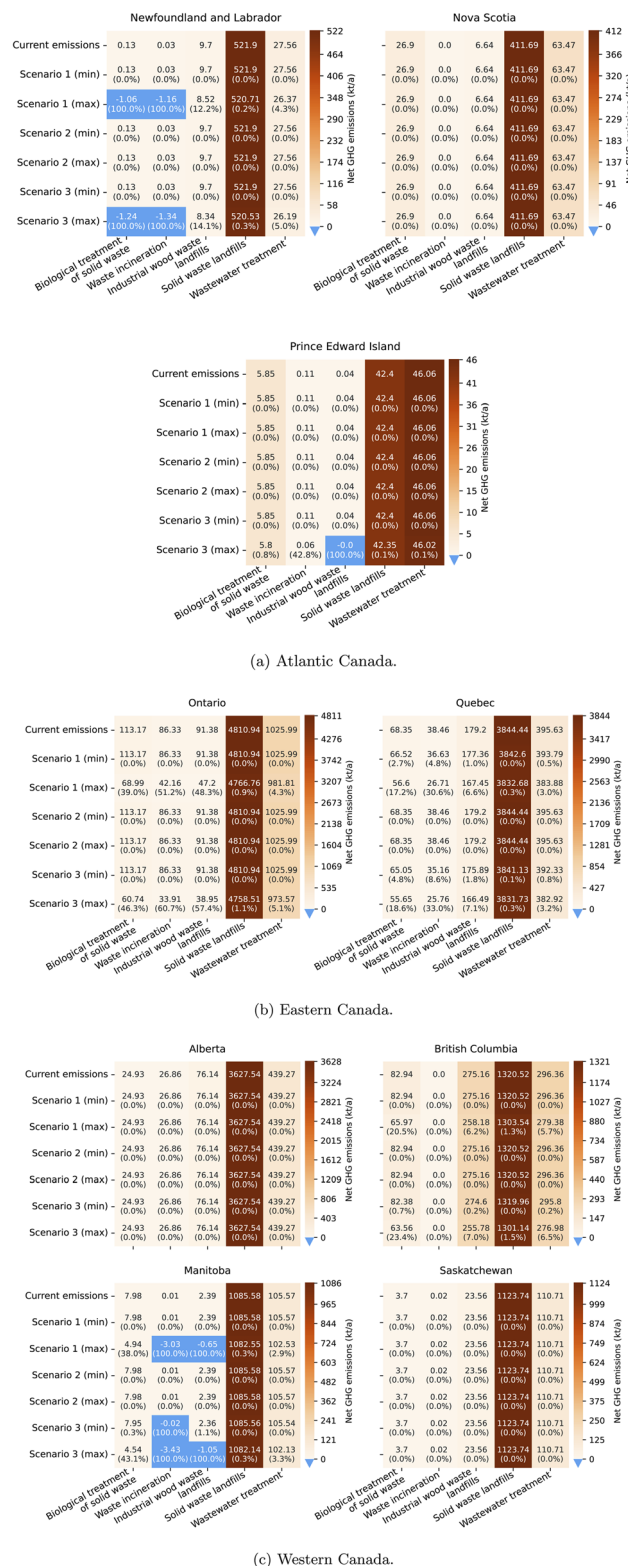 Newfoundland and Labrador
Current emissions 0.13 0.03 9.7 521.9 27.56
Scenario 1 (min) 0.13 (0.0%) 0.03 (0.0%) 9.7 (0.0%) 521.9 (0.0%) 27.56 (0.0%)
Scenario 1 (max) -1.06 (100.0%) -1.16 (100.0%) 8.52 (12.2%) 520.71 (0.2%) 26.37 (4.3%)
Scenario 2 (min) 0.13 (0.0%) 0.03 (0.0%) 9.7 (0.0%) 521.9 (0.0%) 27.56 (0.0%)
Scenario 2 (max) 0.13 (0.0%) 0.03 (0.0%) 9.7 (0.0%) 521.9 (0.0%) 27.56 (0.0%)
Scenario 3 (min) 0.13 (0.0%) 0.03 (0.0%) 9.7 (0.0%) 521.9 (0.0%) 27.56 (0.0%)
Scenario 3 (max) -1.24 (100.0%) -1.34 (100.0%) 8.34 (14.1%) 520.53 (0.3%) 26.19 (5.0%)
Biological treatment of solid waste
Waste incineration
Industrial wood waste landfills
Solid waste landfills
Wastewater treatment
522
464
406
348
290
232
174
116
58
0
Net GHG emissions (kt/a)
Nova Scotia
26.9 0.0 6.64 411.69 63.47
26.9 (0.0%) 0.0 (0.0%) 6.64 (0.0%) 411.69 (0.0%) 63.47 (0.0%)
26.9 (0.0%) 0.0 (0.0%) 6.64 (0.0%) 411.69 (0.0%) 63.47 (0.0%)
26.9 (0.0%) 0.0 (0.0%) 6.64 (0.0%) 411.69 (0.0%) 63.47 (0.0%)
26.9 (0.0%) 0.0 (0.0%) 6.64 (0.0%) 411.69 (0.0%) 63.47 (0.0%)
26.9 (0.0%) 0.0 (0.0%) 6.64 (0.0%) 411.69 (0.0%) 63.47 (0.0%)
26.9 (0.0%) 0.0 (0.0%) 6.64 (0.0%) 411.69 (0.0%) 63.47 (0.0%)
Biological treatment of solid waste
Waste incineration
Industrial wood waste landfills
Solid waste landfills
Wastewater treatment
412
366
320
274
229
183
137
91
46
0
Net GHG emissions (kt/a)
Prince Edward Island
Current emissions 5.85 0.11 0.04 42.4 46.06
Scenario 1 (min) 5.85 (0.0%) 0.11 (0.0%) 0.04 (0.0%) 42.4 (0.0%) 46.06 (0.0%)
Scenario 1 (max) 5.85 (0.0%) 0.11 (0.0%) 0.04 (0.0%) 42.4 (0.0%) 46.06 (0.0%)
Scenario 2 (min) 5.85 (0.0%) 0.11 (0.0%) 0.04 (0.0%) 42.4 (0.0%) 46.06 (0.0%)
Scenario 2 (max) 5.85 (0.0%) 0.11 (0.0%) 0.04 (0.0%) 42.4 (0.0%) 46.06 (0.0%)
Scenario 3 (min) 5.85 (0.0%) 0.11 (0.0%) 0.04 (0.0%) 42.4 (0.0%) 46.06 (0.0%)
Scenario 3 (max) 5.8 (0.8%) 0.06 (42.8%) -0.0 (100.0%) 42.35 (0.1%) 46.02 (0.1%)
Biological treatment of solid waste
Waste incineration
Industrial wood waste landfills
Solid waste landfills
Wastewater treatment
46
41
36
31
26
20
15
10
5
0
Net GHG emissions (kt/a)
(a) Atlantic Canada.
Ontario
Current emissions 113.17 86.33 91.38 4810.94 1025.99
Scenario 1 (min) 113.17 (0.0%) 86.33 (0.0%) 91.38 (0.0%) 4810.94 (0.0%) 1025.99 (0.0%)
Scenario 1 (max) 68.99 (39.0%) 42.16 (51.2%) 47.2 (48.3%) 4766.76 (0.9%) 981.81 (4.3%)
Scenario 2 (min) 113.17 (0.0%) 86.33 (0.0%) 91.38 (0.0%) 4810.94 (0.0%) 1025.99 (0.0%)
Scenario 2 (max) 113.17 (0.0%) 86.33 (0.0%) 91.38 (0.0%) 4810.94 (0.0%) 1025.99 (0.0%)
Scenario 3 (min) 113.17 (0.0%) 86.33 (0.0%) 91.38 (0.0%) 4810.94 (0.0%) 1025.99 (0.0%)
Scenario 3 (max) 60.74 (46.3%) 33.91 (60.7%) 38.95 (57.4%) 4758.51 (1.1%) 973.57 (5.1%)
Biological treatment of solid waste
Waste incineration
Industrial wood waste landfills
Solid waste landfills
Wastewater treatment
4811
4276
3742
3207
2673
2138
1604
1069
535
0
Net GHG emissions (kt/a)
Quebec
Current emissions 68.35 38.46 179.2 3844.44 395.63
Scenario 1 (min) 66.52 (2.7%) 36.63 (4.8%) 177.36 (1.0%) 3842.6 (0.0%) 393.79 (0.5%)
Scenario 1 (max) 56.6 (17.2%) 26.71 (30.6%) 167.45 (6.6%) 3832.68 (0.3%) 383.88 (3.0%)
Scenario 2 (min) 68.35 (0.0%) 38.46 (0.0%) 179.2 (0.0%) 3844.44 (0.0%) 395.63 (0.0%)
Scenario 2 (max) 68.35 (0.0%) 38.46 (0.0%) 179.2 (0.0%) 3844.44 (0.0%) 395.63 (0.0%)
Scenario 3 (min) 65.05 (4.8%) 35.16 (8.6%) 175.89 (1.8%) 3841.13 (0.1%) 392.33 (0.8%)
Scenario 3 (max) 55.65 (18.6%) 25.76 (33.0%) 166.49 (7.1%) 3831.73 (0.3%) 382.92 (3.2%)
Biological treatment of solid waste
Waste incineration
Industrial wood waste landfills
Solid waste landfills
Wastewater treatment
3844
3417
2990
2563
2136
1709
1281
854
427
0
Net GHG emissions (kt/a)
(b) Eastern Canada.
Alberta
Current emissions 24.93 26.86 76.14 3627.54 439.27
Scenario 1 (min) 24.93 (0.0%) 26.86 (0.0%) 76.14 (0.0%) 3627.54 (0.0%) 439.27 (0.0%)
Scenario 1 (max) 24.93 (0.0%) 26.86 (0.0%) 76.14 (0.0%) 3627.54 (0.0%) 439.27 (0.0%)
Scenario 2 (min) 24.93 (0.0%) 26.86 (0.0%) 76.14 (0.0%) 3627.54 (0.0%) 439.27 (0.0%)
Scenario 2 (max) 24.93 (0.0%) 26.86 (0.0%) 76.14 (0.0%) 3627.54 (0.0%) 439.27 (0.0%)
Scenario 3 (min) 24.93 (0.0%) 26.86 (0.0%) 76.14 (0.0%) 3627.54 (0.0%) 439.27 (0.0%)
Scenario 3 (max) 24.93 (0.0%) 26.86 (0.0%) 76.14 (0.0%) 3627.54 (0.0%) 439.27 (0.0%)
3628
3224
2821
2418
2015
1612
1209
806
403
0
Net GHG emissions (kt/a)
British Columbia
Current emissions 82.94 0.0 275.16 1320.52 296.36
Scenario 1 (min) 82.94 (0.0%) 0.0 (0.0%) 275.16 (0.0%) 1320.52 (0.0%) 296.36 (0.0%)
Scenario 1 (max) 65.97 (20.5%) 0.0 (0.0%) 258.18 (6.2%) 1303.54 (1.3%) 279.38 (5.7%)
Scenario 2 (min) 82.94 (0.0%) 0.0 (0.0%) 275.16 (0.0%) 1320.52 (0.0%) 296.36 (0.0%)
Scenario 2 (max) 82.94 (0.0%) 0.0 (0.0%) 275.16 (0.0%) 1320.52 (0.0%) 296.36 (0.0%)
Scenario 3 (min) 82.38 (0.7%) 0.0 (0.0%) 274.6 (0.2%) 1319.96 (0.0%) 295.8 (0.2%)
Scenario 3 (max) 63.56 (23.4%) 0.0 (0.0%) 255.78 (7.0%) 1301.14 (1.5%) 276.98 (6.5%)
1321
1174
1027
880
734
587
440
293
147
0
Net GHG emissions (kt/a)
Manitoba
Current emissions 7.98 0.01 2.39 1085.58 105.57
Scenario 1 (min) 7.98 (0.0%) 0.01 (0.0%) 2.39 (0.0%) 1085.58 (0.0%) 105.57 (0.0%)
Scenario 1 (max) 4.94 (38.0%) -3.03 (100.0%) -0.65 (100.0%) 1082.55 (0.3%) 102.53 (2.9%)
Scenario 2 (min) 7.98 (0.0%) 0.01 (0.0%) 2.39 (0.0%) 1085.58 (0.0%) 105.57 (0.0%)
Scenario 2 (max) 7.98 (0.0%) 0.01 (0.0%) 2.39 (0.0%) 1085.58 (0.0%) 105.57 (0.0%)
Scenario 3 (min) 7.95 (0.3%) -0.02 (100.0%) 2.36 (1.1%) 1085.56 (0.0%) 105.54 (0.0%)
Scenario 3 (max) 4.54 (43.1%) -3.43 (100.0%) -1.05 (100.0%) 1082.14 (0.3%) 102.13 (3.3%)
Biological treatment of solid waste
Waste incineration
Industrial wood waste landfills
Solid waste landfills
Wastewater treatment
1086
965
844
724
603
482
362
241
121
0
Net GHG emissions (kt/a)
Saskatchewan
Current emissions 3.7 0.02 23.56 1123.74 110.71
Scenario 1 (min) 3.7 (0.0%) 0.02 (0.0%) 23.56 (0.0%) 1123.74 (0.0%) 110.71 (0.0%)
Scenario 1 (max) 3.7 (0.0%) 0.02 (0.0%) 23.56 (0.0%) 1123.74 (0.0%) 110.71 (0.0%)
Scenario 2 (min) 3.7 (0.0%) 0.02 (0.0%) 23.56 (0.0%) 1123.74 (0.0%) 110.71 (0.0%)
Scenario 2 (max) 3.7 (0.0%) 0.02 (0.0%) 23.56 (0.0%) 1123.74 (0.0%) 110.71 (0.0%)
Scenario 3 (min) 3.7 (0.0%) 0.02 (0.0%) 23.56 (0.0%) 1123.74 (0.0%) 110.71 (0.0%)
Scenario 3 (max) 3.7 (0.0%) 0.02 (0.0%) 23.56 (0.0%) 1123.74 (0.0%) 110.71 (0.0%)
Biological treatment of solid waste
Waste incineration
Industrial wood waste landfills
Solid waste landfills
Wastewater treatment
1124
999
874
749
624
499
375
250
125
0
Net GHG emissions (kt/a)
(c) Western Canada.